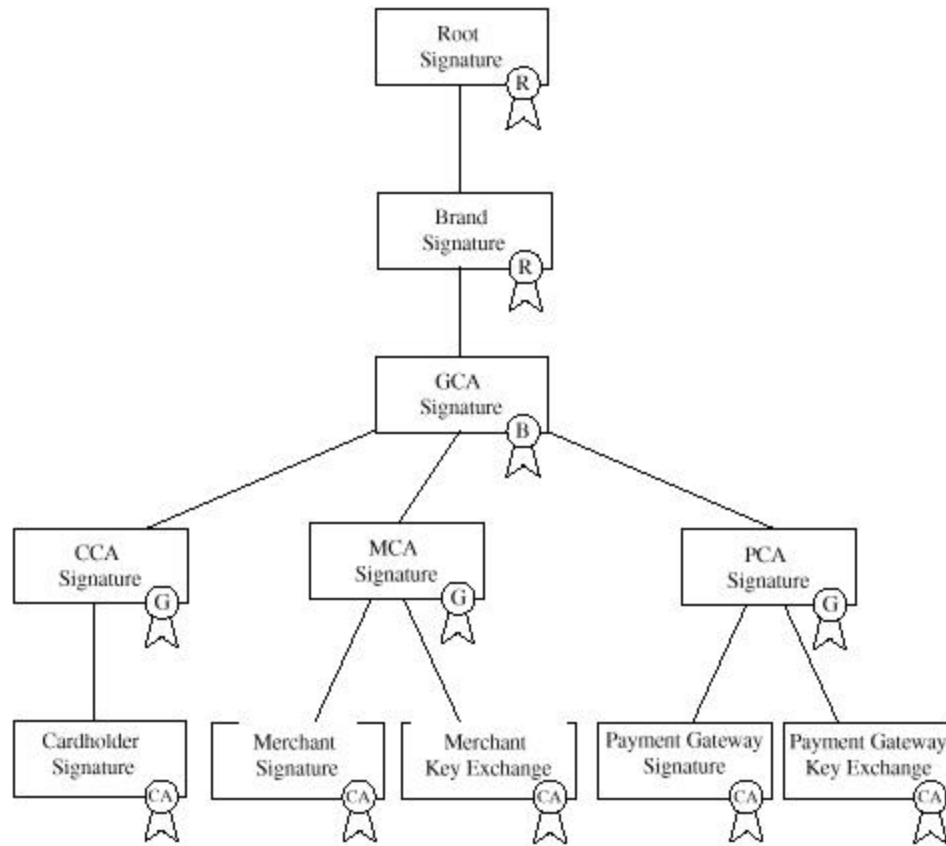 Root
Signature
R
Brand
Signature
R
GCA
Signature
B
CCA
Signature
G
MCA
Signature
G
PCA
Signature
G
Cardholder
Signature
CA
Merchant
Signature
CA
Merchant
Key Exchange
CA
Payment Gateway
Signature
CA
Payment Gateway
Key Exchange
CA